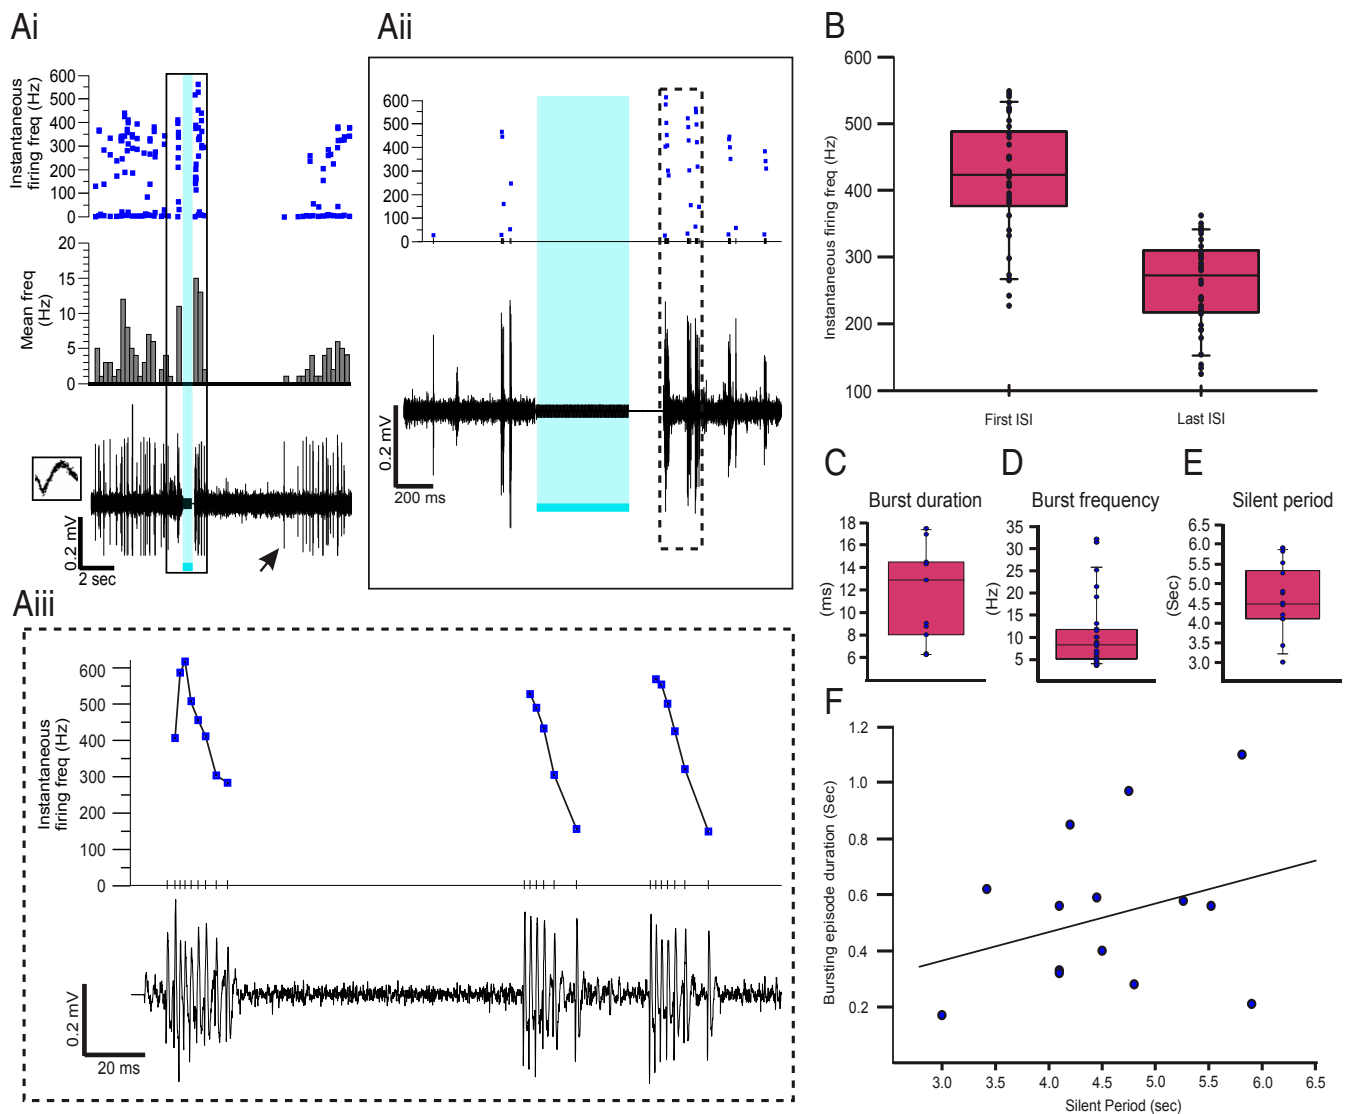 Ai
Instantaneous
firing freq (Hz)
600
500
400
300
200
100
0
Mean freq
(Hz)
20
15
10
5
0
0.2 mV
2 sec
Aii
600
500
400
300
200
100
0
0.2 mV
200 ms
Aiii
Instantaneous
firing freq (Hz)
600
500
400
300
200
100
0
0.2 mV
20 ms
B
Instantaneous firing freq (Hz)
600
500
400
300
200
100
First ISI
Last ISI
C
Burst duration
(ms)
18
16
14
12
10
8
6
D
Burst frequency
(Hz)
35
30
25
20
15
10
5
E
Silent period
(Sec)
6.5
6.0
5.5
5.0
4.5
4.0
3.5
3.0
F
Bursting episode duration (Sec)
1.2
1.0
0.8
0.6
0.4
0.2
3.0 3.5 4.0 4.5 5.0 5.5 6.0 6.5
Silent Period (sec)